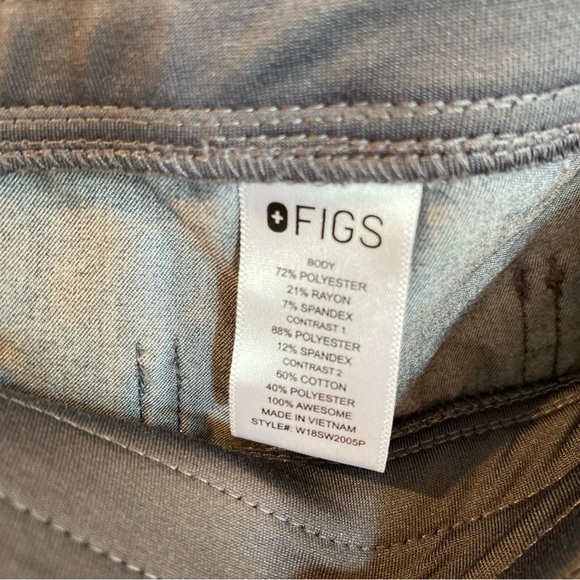 FIGS
BODY
72% POLYESTER
21% RAYON
7% SPANDEX
CONTRAST 1
88% POLYESTER
12% SPANDEX
CONTRAST 2
60% COTTON
40% POLYESTER
100% AWESOME
MADE IN VIETNAM
STYLE#: W18SW2005P